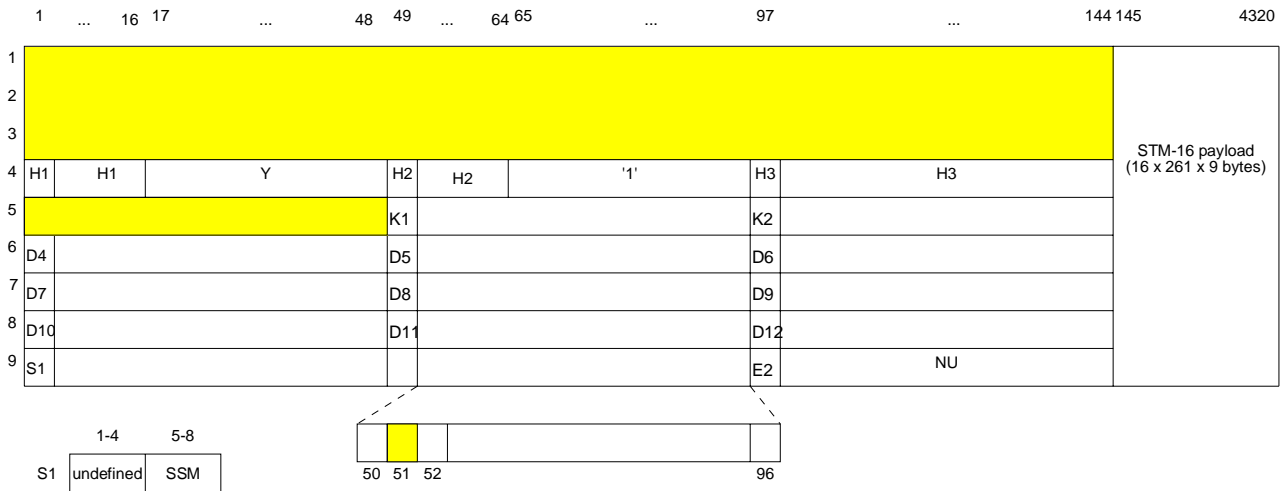 1 ... 16 17 ... 48 49 ... 64 65 ... 97 ... 144 145 4320
1
2
3
STM-16 payload
(16 x 261 x 9 bytes)
4 H1 H1 Y H2 H2 '1' H3 H3
5 K1 K2
6 D4 D5 D6
7 D7 D8 D9
8 D10 D11 D12
9 S1 E2 NU
1-4 5-8
S1 undefined SSM
50 51 52 96